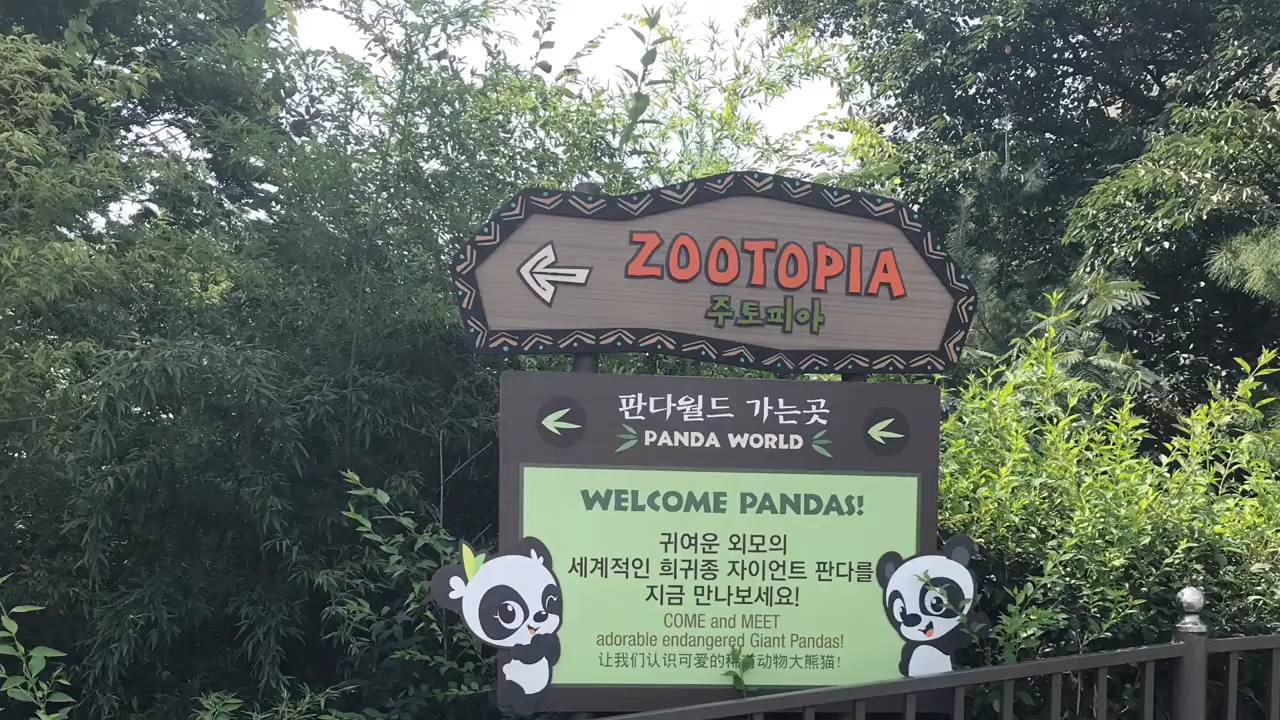 ZOOTOPIA
주토피아
판다월드 가는곳
PANDA WORLD
WELCOME PANDAS!
귀여운 외모의
세계적인 희귀종 자이언트 판다를
지금 만나보세요!
COME and MEET
adorable endangered Giant Pandas!
让我们认识可爱的稀有动物大熊猫!